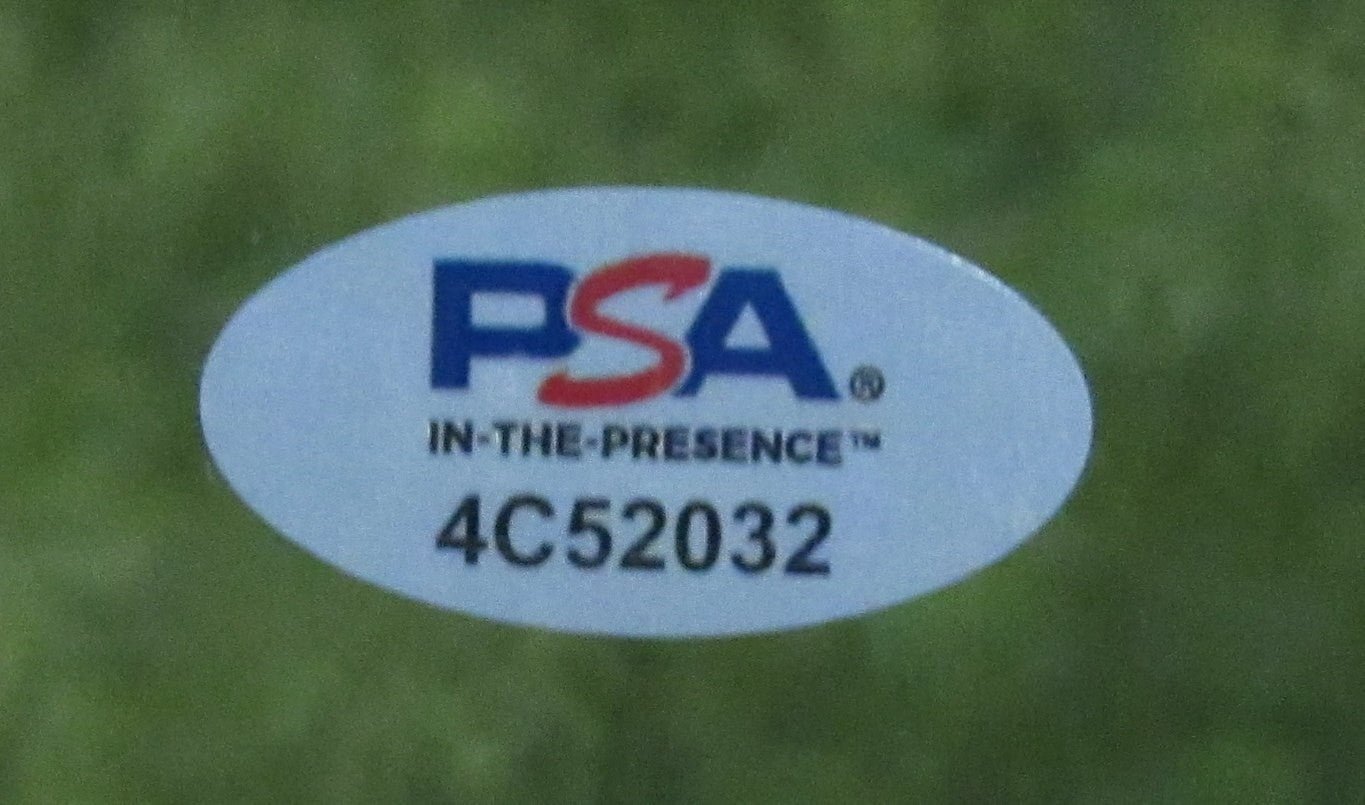 PSA®
IN-THE-PRESENCE™
4C52032